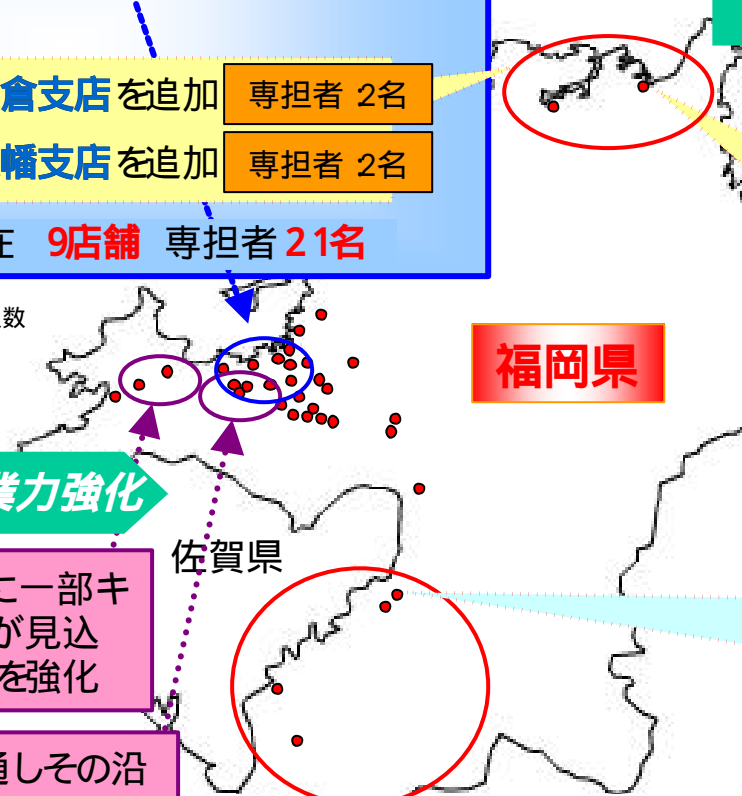 倉支店を追加 専担者 2名
幡支店を追加 専担者 2名
在 9店舗 専担者21名
数
福岡県
業力強化
佐賀県
に一部キ
が見込
を強化
通しその沿